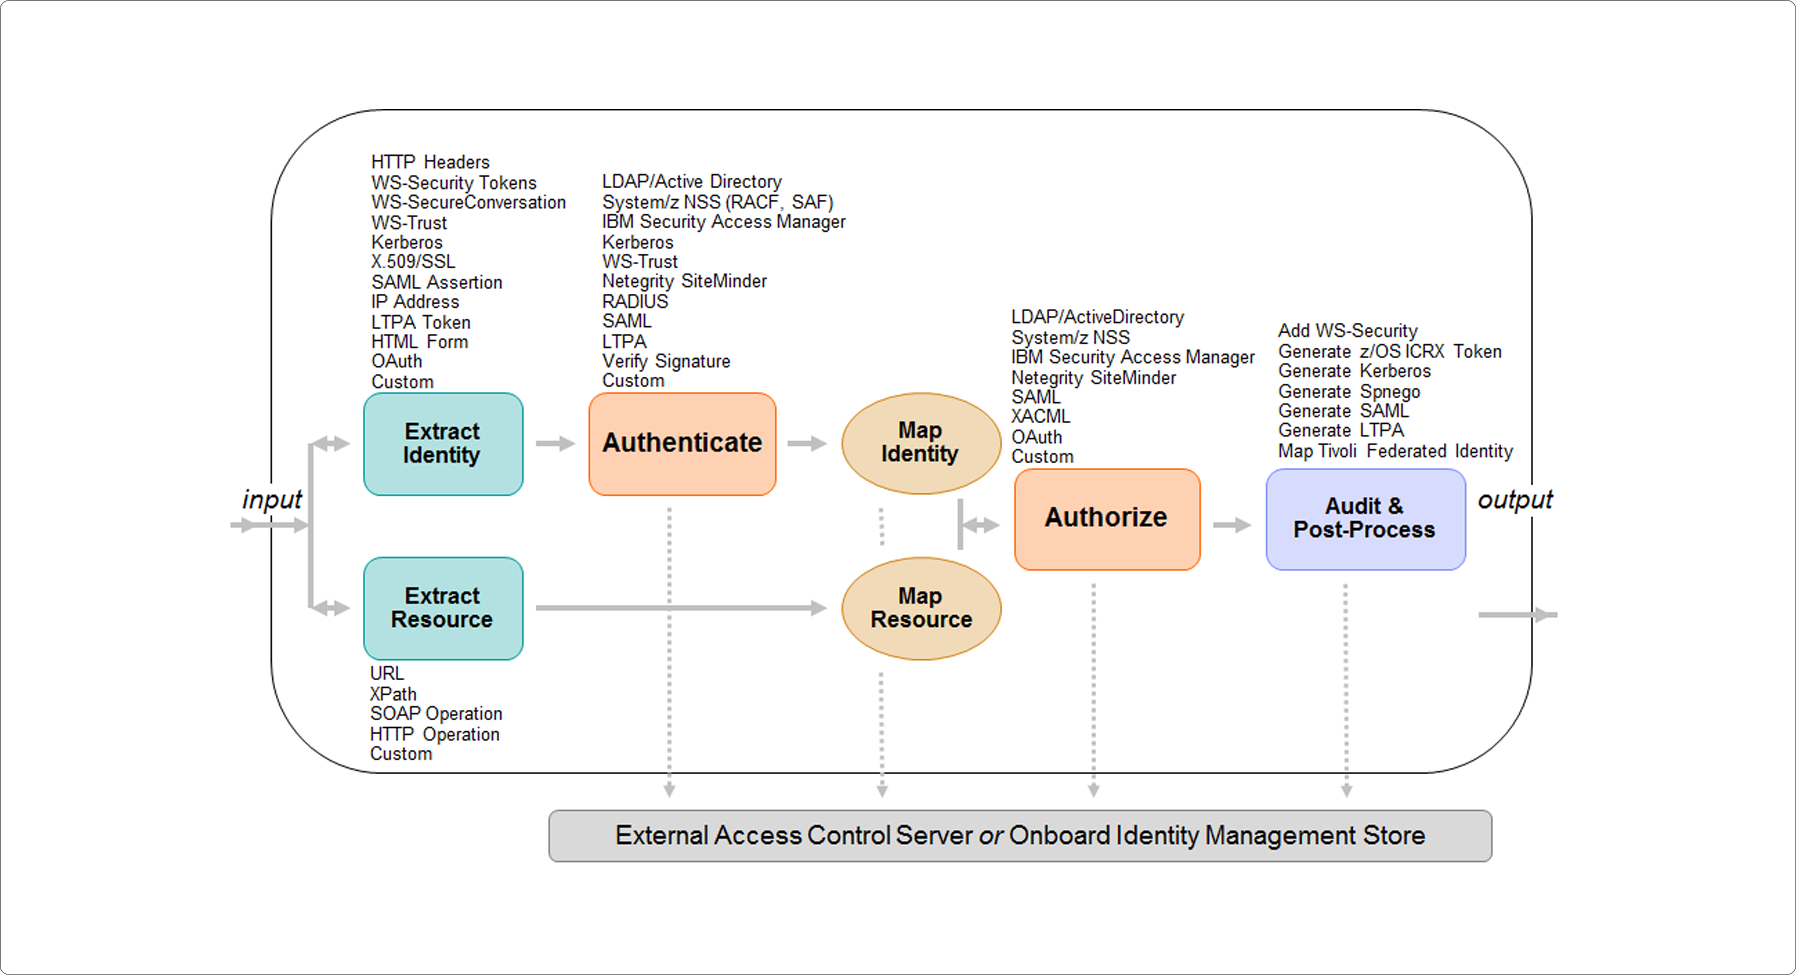 HTTP Headers
WS-Security Tokens
WS-SecureConversation
WS-Trust
Kerberos
X.509/SSL
SAML Assertion
IP Address
LTPA Token
HTML Form
OAuth
Custom
LDAP/Active Directory
System/z NSS (RACF, SAF)
IBM Security Access Manager
Kerberos
WS-Trust
Netegrity SiteMinder
RADIUS
SAML
LTPA
Verify Signature
Custom
LDAP/ActiveDirectory
System/z NSS
IBM Security Access Manager
Netegrity SiteMinder
SAML
XACML
OAuth
Custom
Add WS-Security
Generate z/OS ICRX Token
Generate Kerberos
Generate Spnego
Generate SAML
Generate LTPA
Map Tivoli Federated Identity
input
Extract
Identity
Authenticate
Map
Identity
Authorize
Audit &
Post-Process
output
Extract
Resource
Map
Resource
URL
XPath
SOAP Operation
HTTP Operation
Custom
External Access Control Server or Onboard Identity Management Store